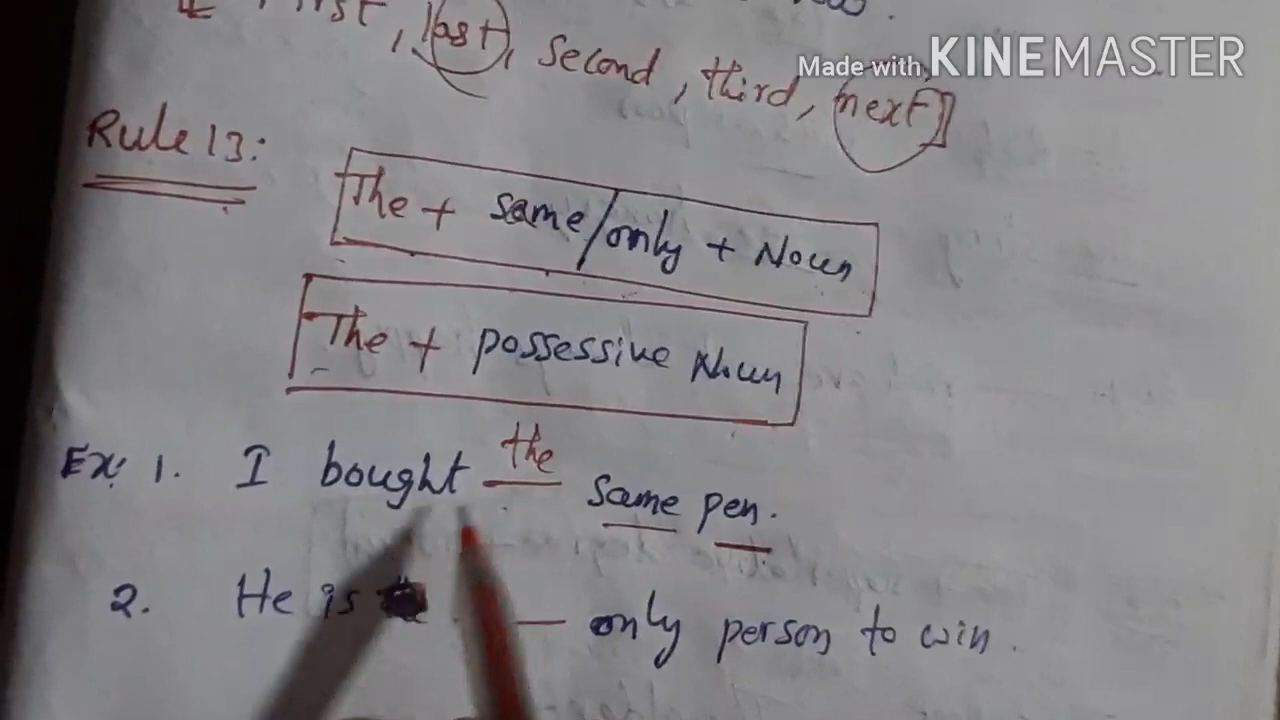 First, last, second, third, next]
Made with KINEMASTER
Rule 13:
The + same/only + Noun
The + possessive Noun
Ex: 1. I bought the same pen.
2. He is __ only person to win.